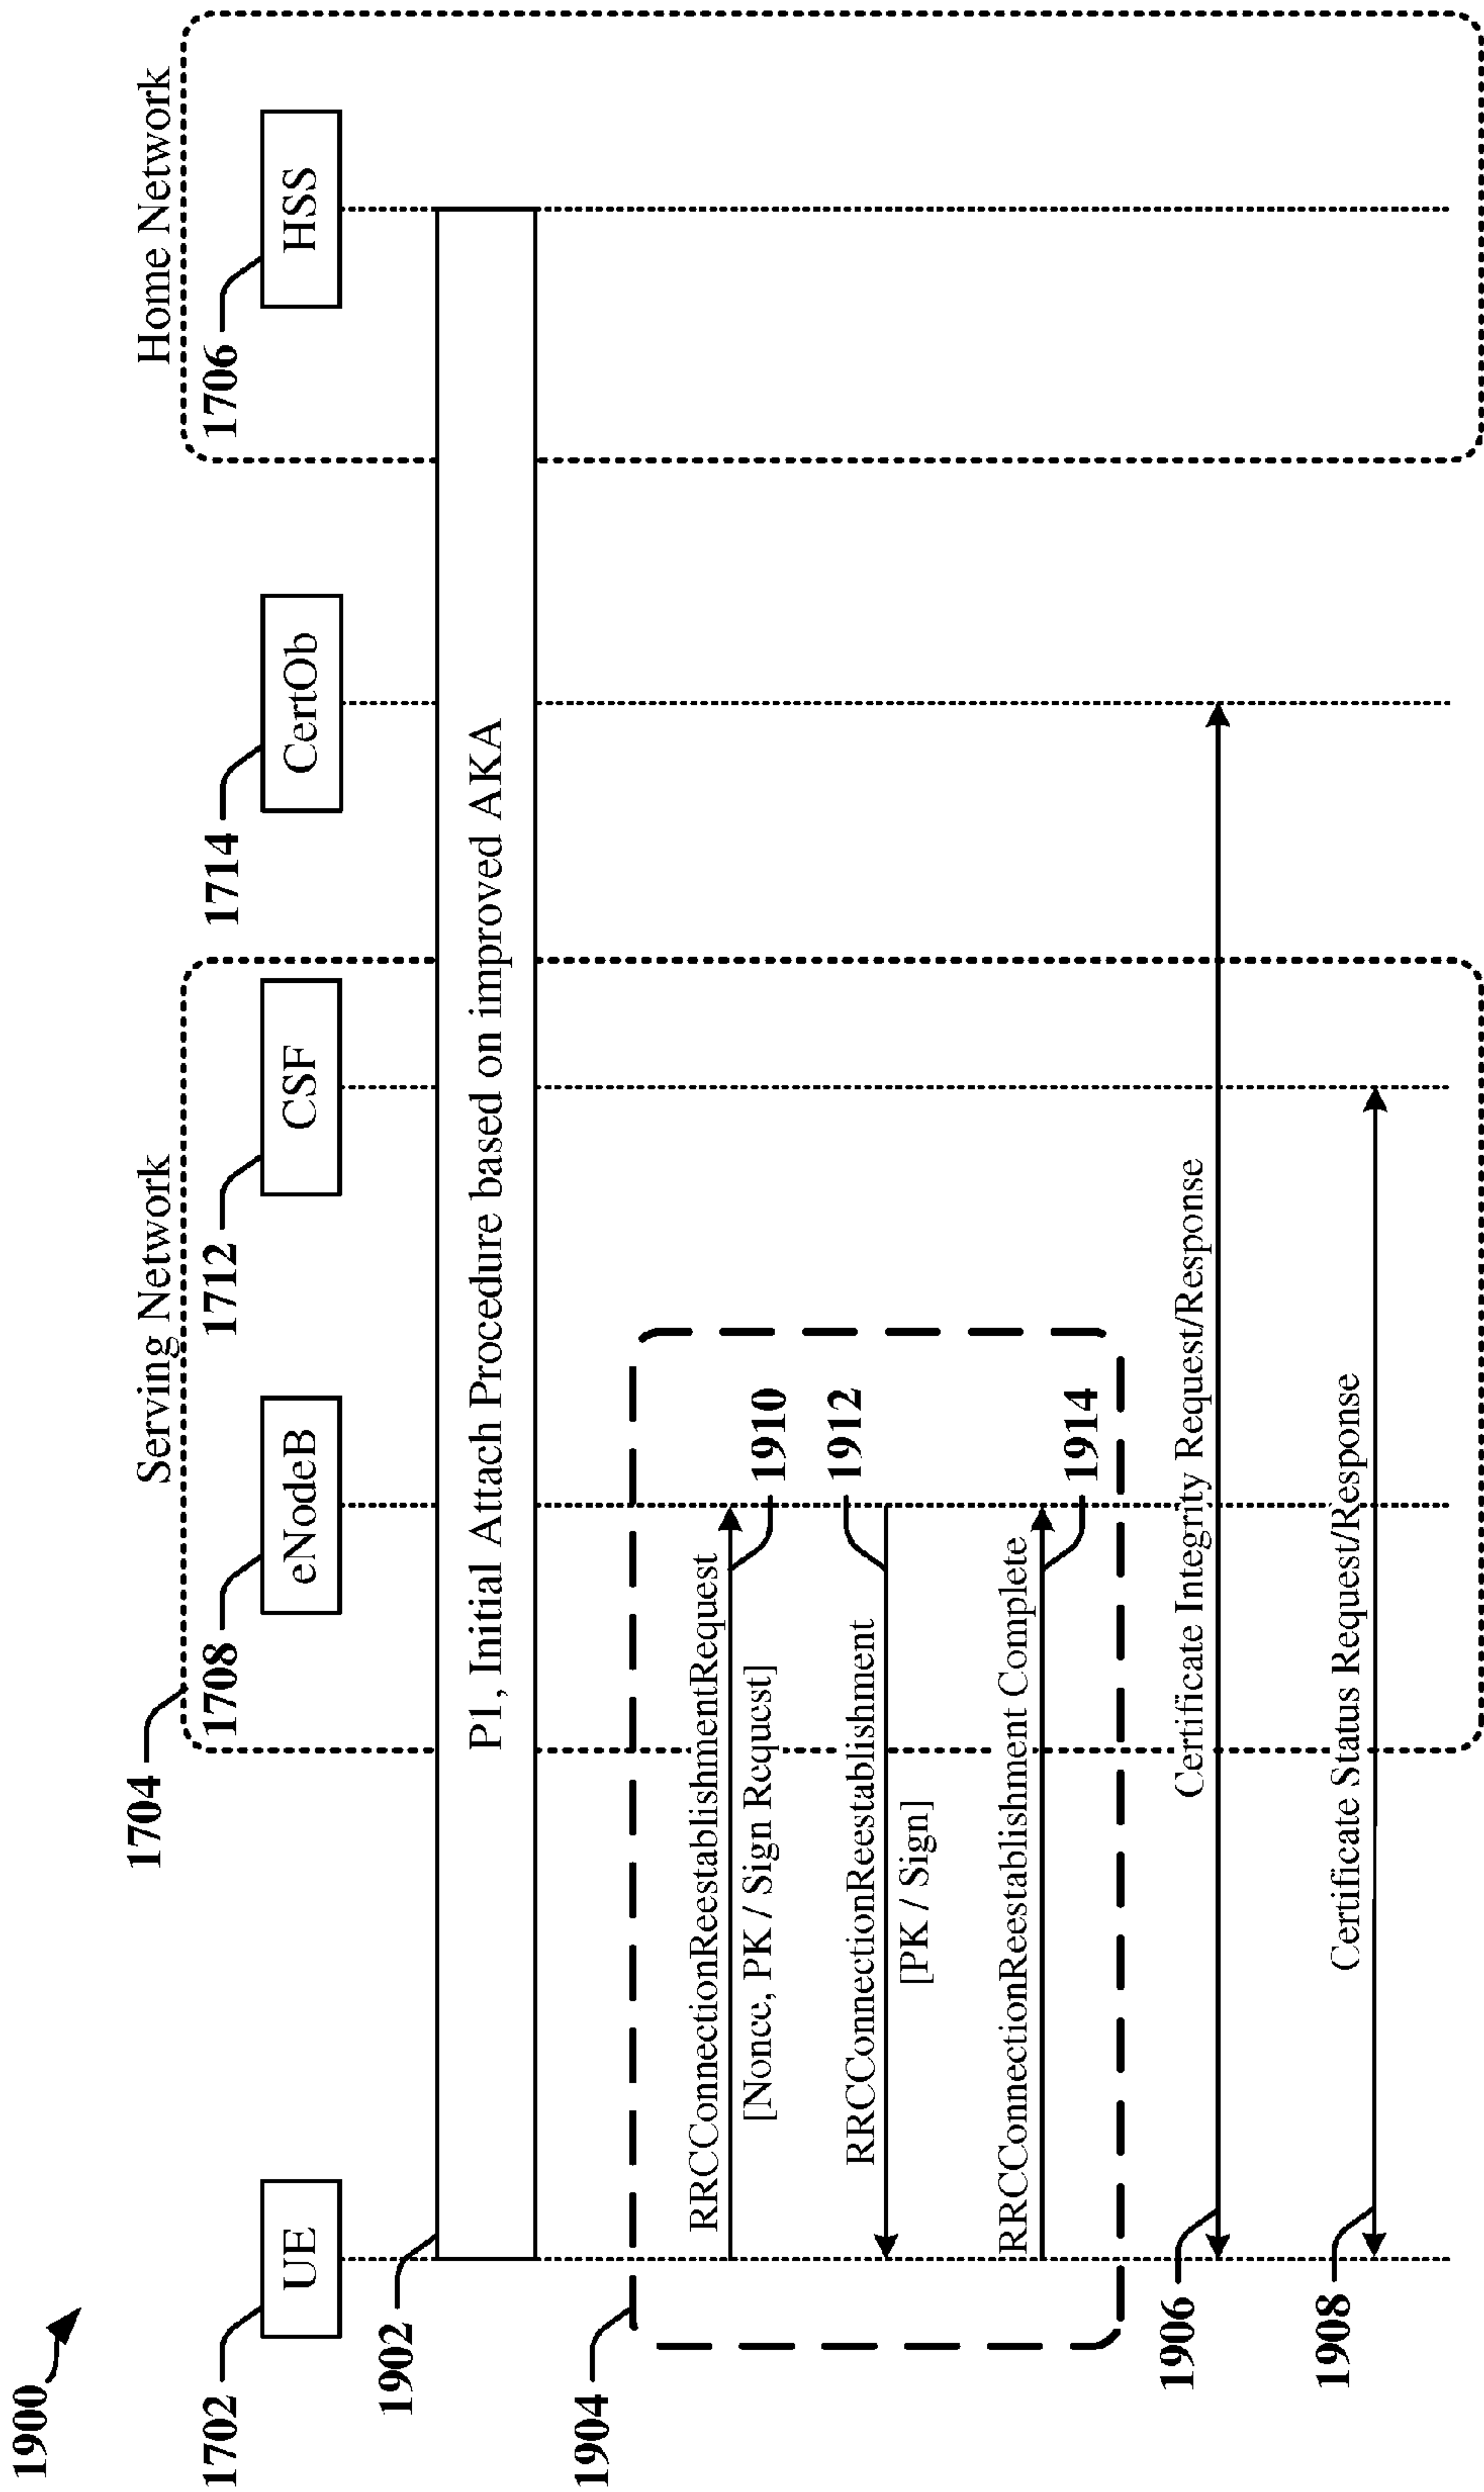 1900
Serving Network
Home Network
1704
1702
UE
1708
eNodeB
1712
CSF
1714
CertOb
1706
HSS
1902
P1, Initial Attach Procedure based on improved AKA
1904
RRCConnectionReestablishmentRequest
[Nonce, PK / Sign Request]
1910
RRCConnectionReestablishment
[PK / Sign]
1912
RRCConnectionReestablishment Complete
1914
1906
Certificate Integrity Request/Response
1908
Certificate Status Request/Response